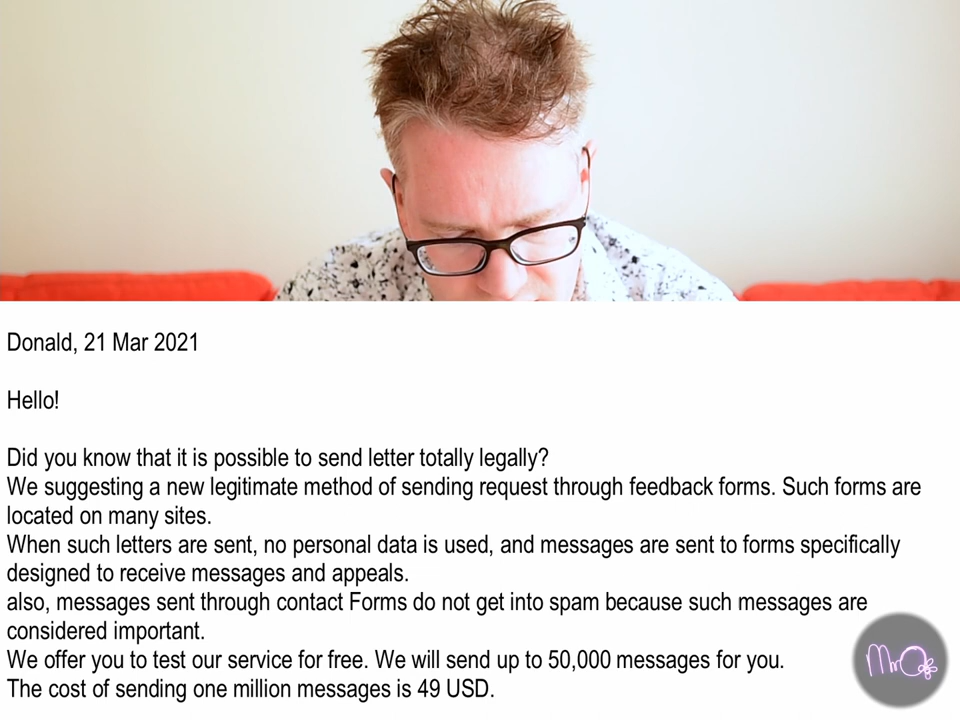 Donald, 21 Mar 2021
Hello!
Did you know that it is possible to send letter totally legally?
We suggesting a new legitimate method of sending request through feedback forms. Such forms are
located on many sites.
When such letters are sent, no personal data is used, and messages are sent to forms specifically
designed to receive messages and appeals.
also, messages sent through contact Forms do not get into spam because such messages are
considered important.
We offer you to test our service for free. We will send up to 50,000 messages for you.
The cost of sending one million messages is 49 USD.